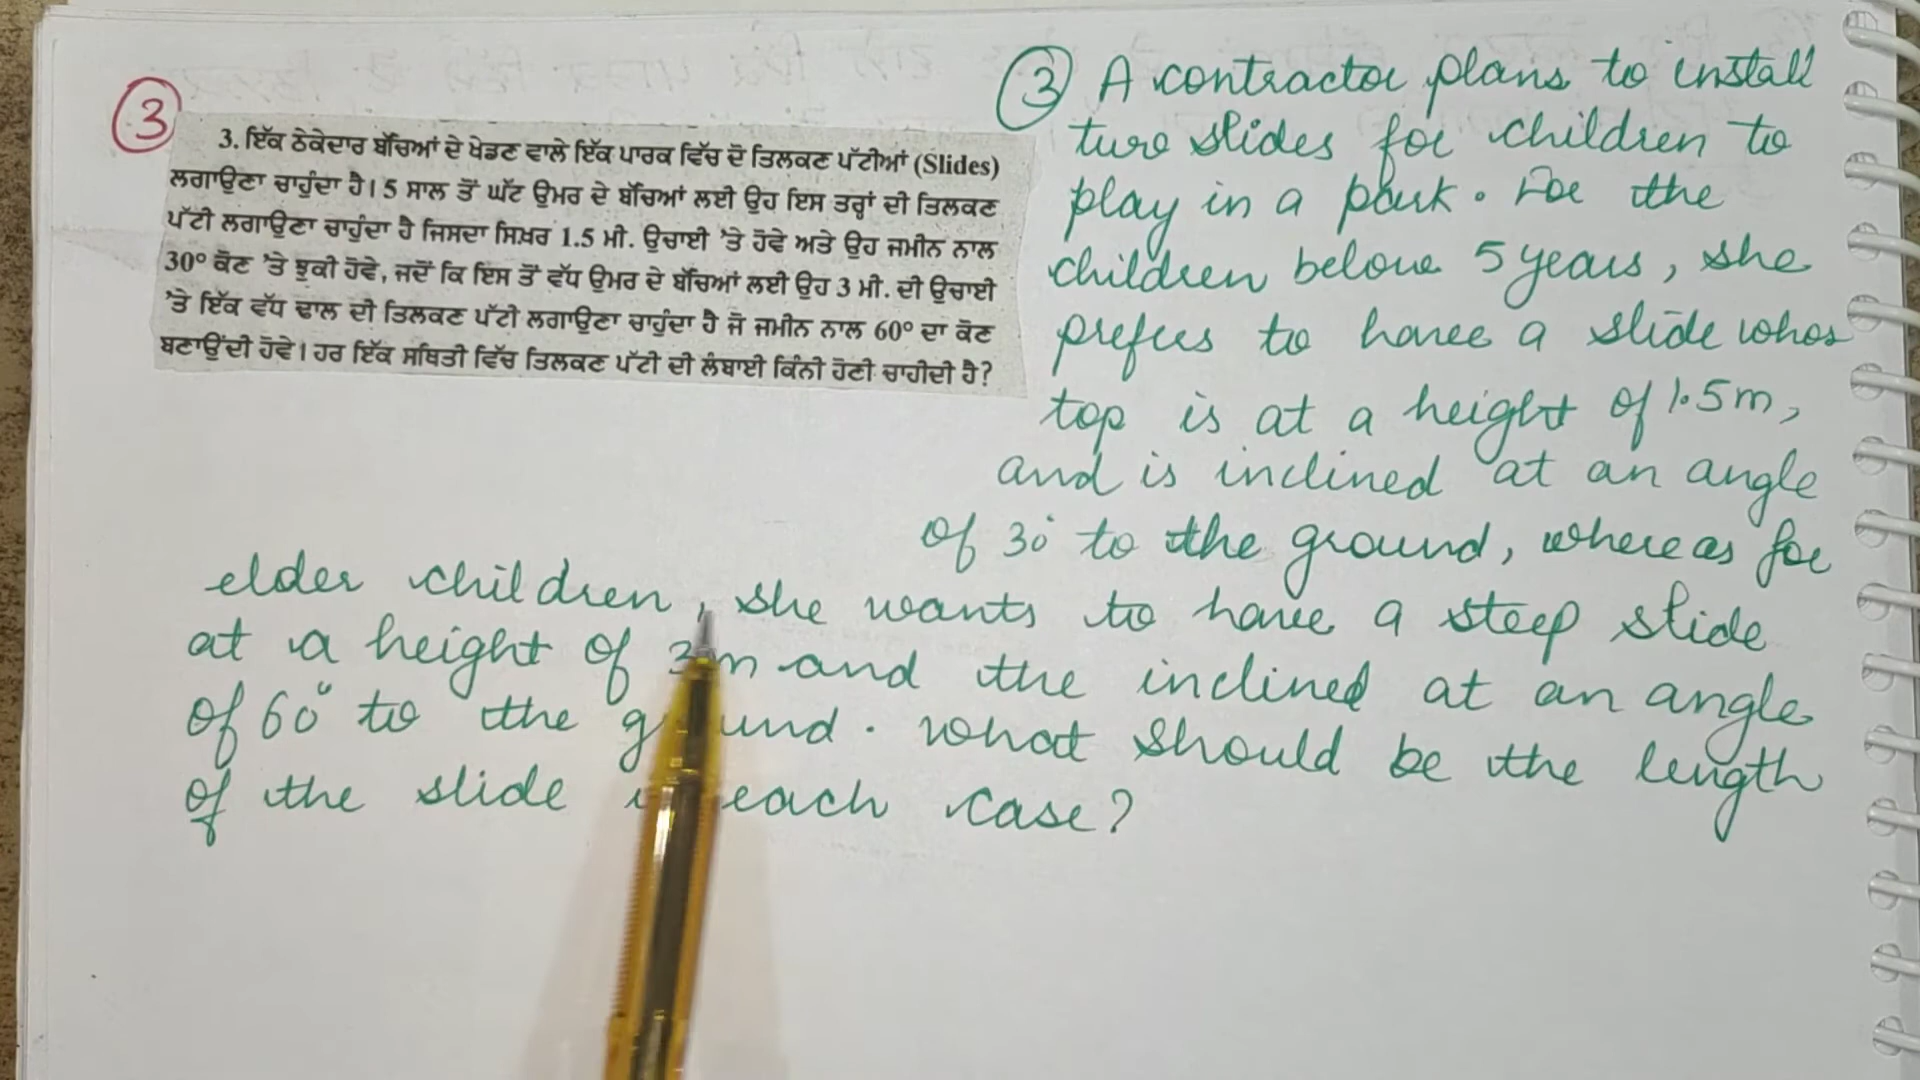 3
3. ਇੱਕ ਠੇਕੇਦਾਰ ਬੱਚਿਆਂ ਦੇ ਖੇਡਣ ਵਾਲੇ ਇੱਕ ਪਾਰਕ ਵਿੱਚ ਦੋ ਤਿਲਕਣ ਪੱਟੀਆਂ (Slides)
ਲਗਾਉਣਾ ਚਾਹੁੰਦਾ ਹੈ। 5 ਸਾਲ ਤੋਂ ਘੱਟ ਉਮਰ ਦੇ ਬੱਚਿਆਂ ਲਈ ਉਹ ਇਸ ਤਰ੍ਹਾਂ ਦੀ ਤਿਲਕਣ
ਪੱਟੀ ਲਗਾਉਣਾ ਚਾਹੁੰਦਾ ਹੈ ਜਿਸਦਾ ਸਿਖ਼ਰ 1.5 ਮੀ. ਉਚਾਈ 'ਤੇ ਹੋਵੇ ਅਤੇ ਉਹ ਜਮੀਨ ਨਾਲ
30° ਕੋਣ 'ਤੇ ਝੁਕੀ ਹੋਵੇ, ਜਦੋਂ ਕਿ ਇਸ ਤੋਂ ਵੱਧ ਉਮਰ ਦੇ ਬੱਚਿਆਂ ਲਈ ਉਹ 3 ਮੀ. ਦੀ ਉਚਾਈ
'ਤੇ ਇੱਕ ਵੱਧ ਢਾਲ ਦੀ ਤਿਲਕਣ ਪੱਟੀ ਲਗਾਉਣਾ ਚਾਹੁੰਦਾ ਹੈ ਜੋ ਜਮੀਨ ਨਾਲ 60° ਦਾ ਕੋਣ
ਬਣਾਉਂਦੀ ਹੋਵੇ। ਹਰ ਇੱਕ ਸਥਿਤੀ ਵਿੱਚ ਤਿਲਕਣ ਪੱਟੀ ਦੀ ਲੰਬਾਈ ਕਿੰਨੀ ਹੋਣੀ ਚਾਹੀਦੀ ਹੈ?
3 A contractor plans to install
two slides for children to
play in a park. For the
children below 5 years, she
prefers to have a slide whos
top is at a height of 1.5m,
and is inclined at an angle
of 30° to the ground, whereas for
elder children, she wants to have a steep slide
at a height of 3m and the inclined at an angle
of 60° to the ground. What should be the length
of the slide each case?